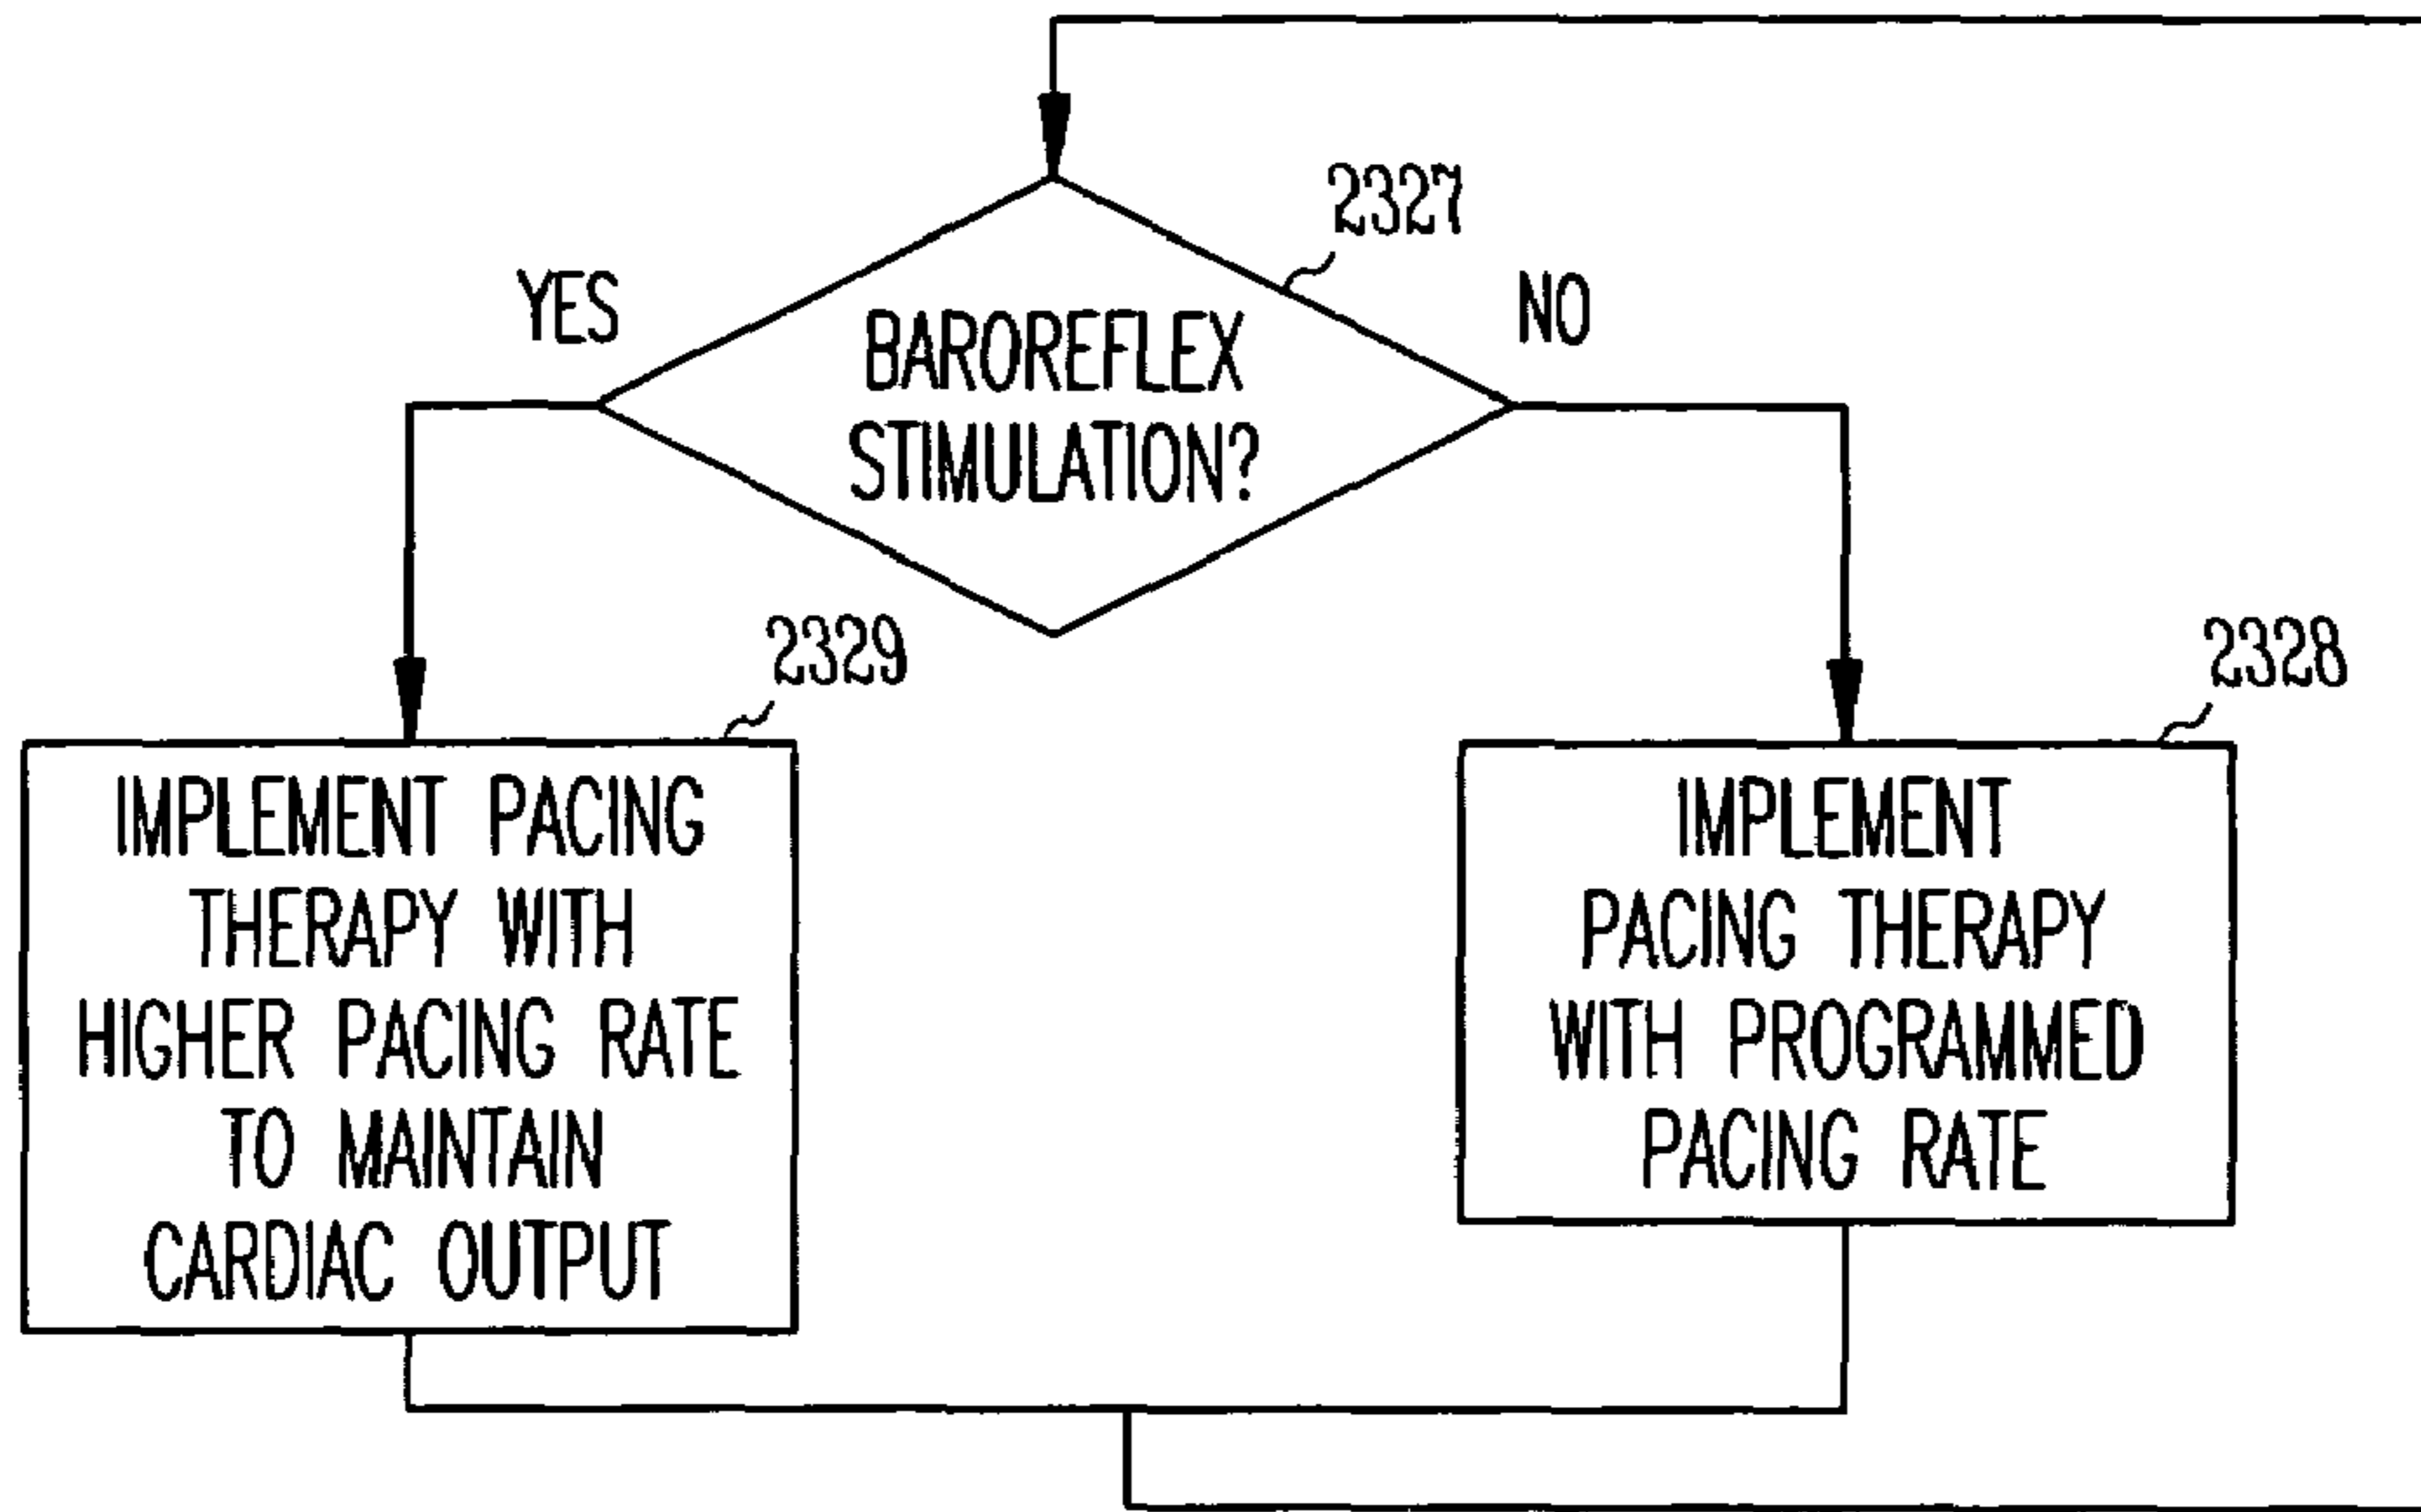 2327
YES
NO
BAROREFLEX
STIMULATION?
2329
2328
IMPLEMENT PACING
THERAPY WITH
HIGHER PACING RATE
TO MAINTAIN
CARDIAC OUTPUT
IMPLEMENT
PACING THERAPY
WITH PROGRAMMED
PACING RATE